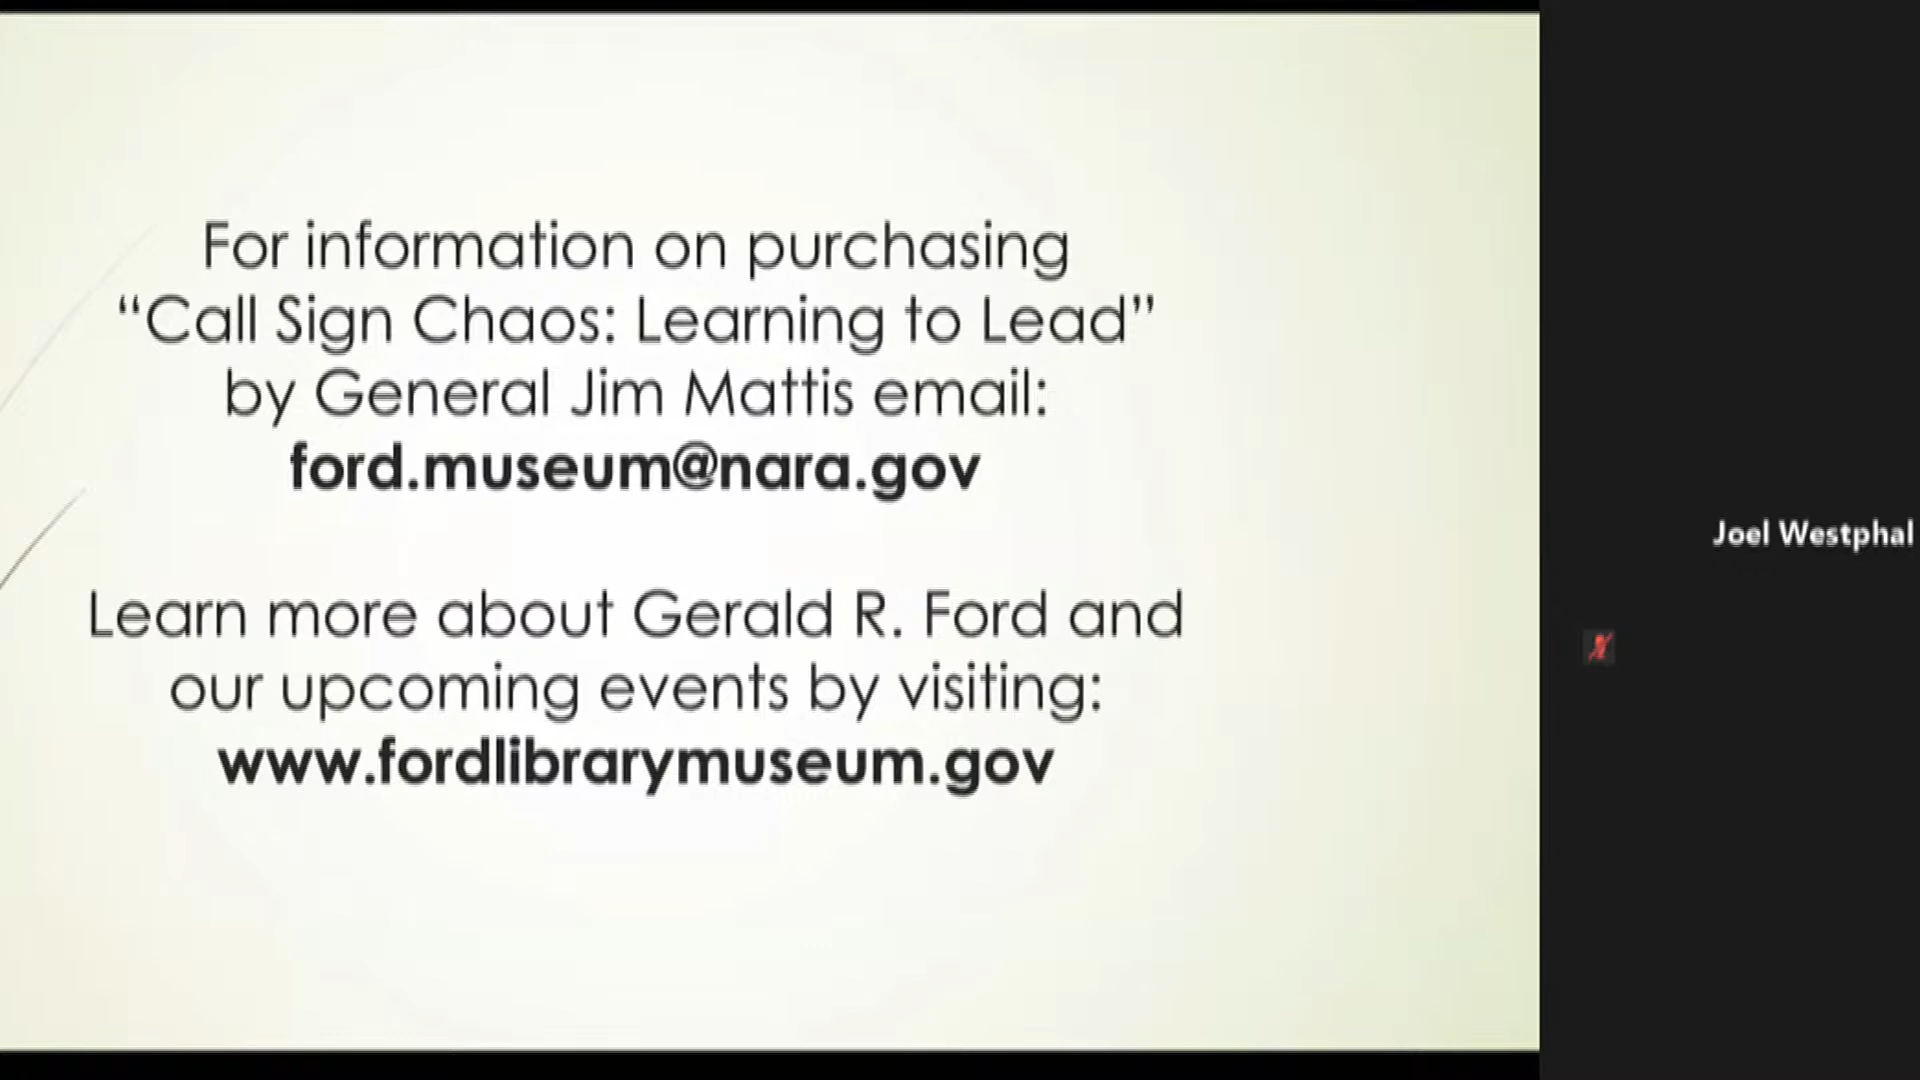 For information on purchasing
“Call Sign Chaos: Learning to Lead”
by General Jim Mattis email:
ford.museum@nara.gov
Learn more about Gerald R. Ford and
our upcoming events by visiting:
www.fordlibrarymuseum.gov
Joel Westphal